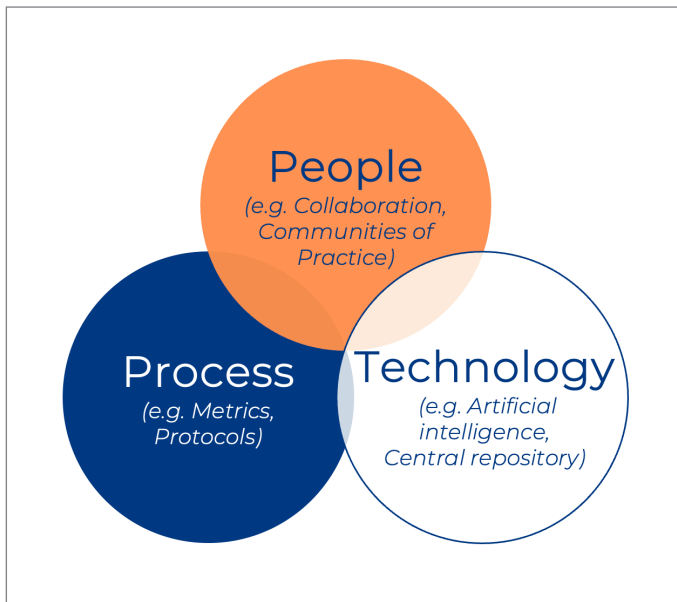 People
(e.g. Collaboration,
Communities of
Practice)
Process
(e.g. Metrics,
Protocols)
Technology
(e.g. Artificial
intelligence,
Central repository)